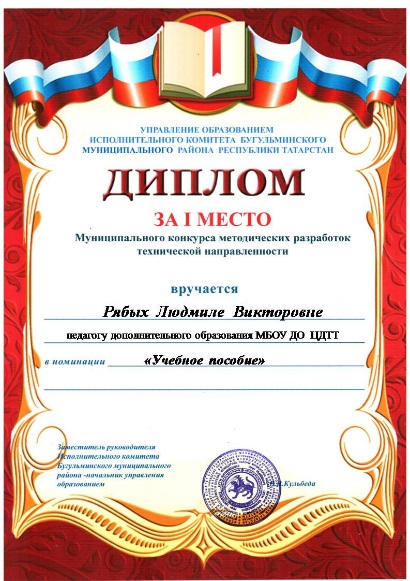 УПРАВЛЕНИЕ ОБРАЗОВАНИЕМ
ИСПОЛНИТЕЛЬНОГО КОМИТЕТА БУГУЛЬМИНСКОГО
МУНИЦИПАЛЬНОГО РАЙОНА РЕСПУБЛИКИ ТАТАРСТАН
ДИПЛОМ
ЗА I МЕСТО
Муниципального конкурса методических разработок
технической направленности
вручается
Рябых Людмиле Викторовне
педагогу дополнительного образования МБОУ ДО ЦДТТ
в номинации «Учебное пособие»
Заместитель руководителя
Исполнительного комитета
Бугульминского муниципального
района -начальник управления
образованием Кульбеда